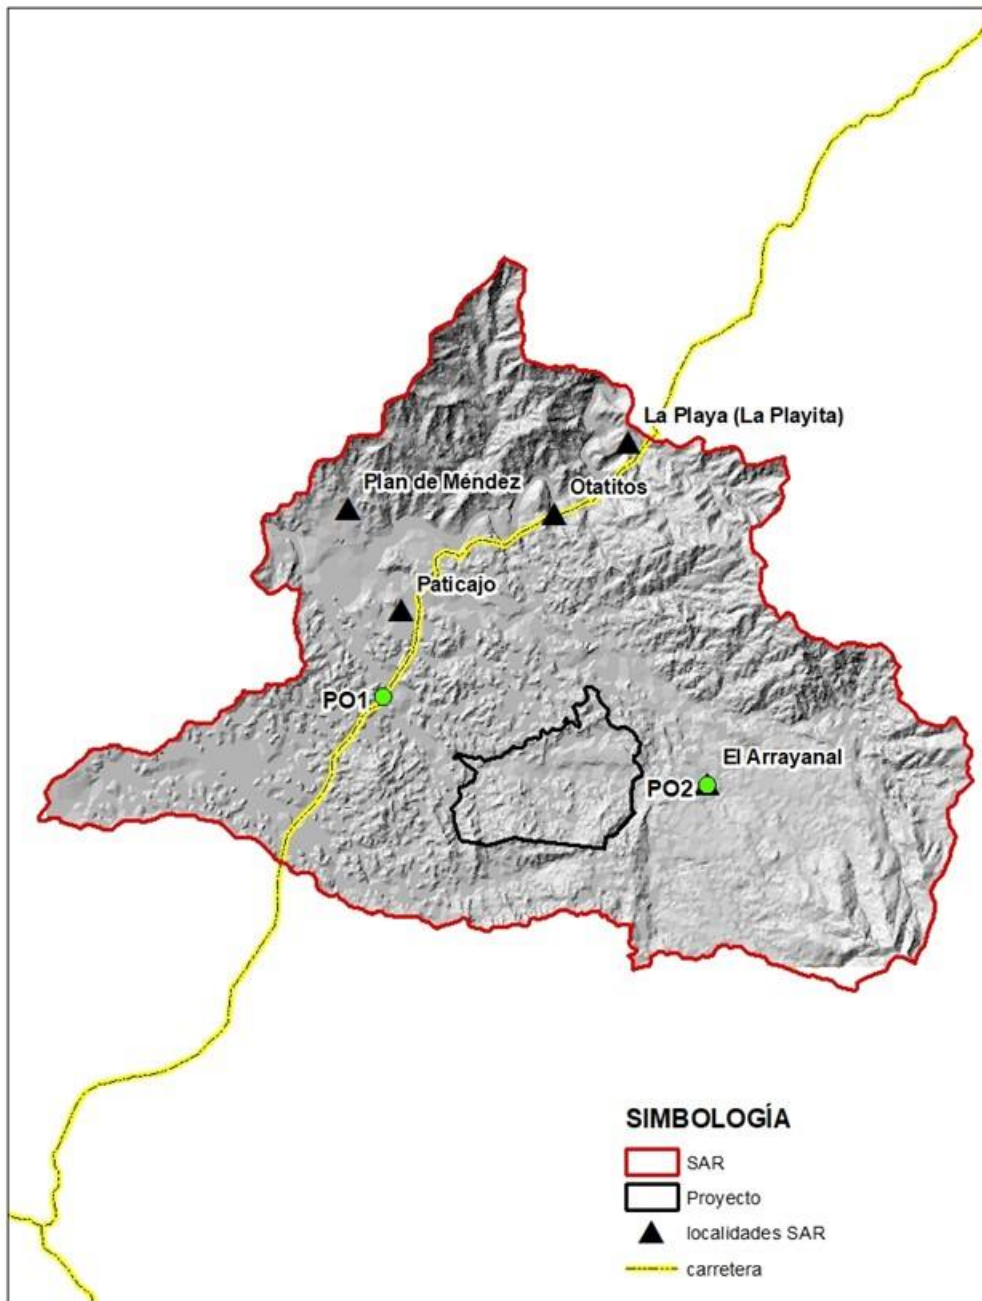 La Playa (La Playita)
Plan de Méndez
Otatitos
Paticajo
PO1
El Arrayanal
PO2
SIMBOLOGÍA
SAR
Proyecto
localidades SAR
carretera